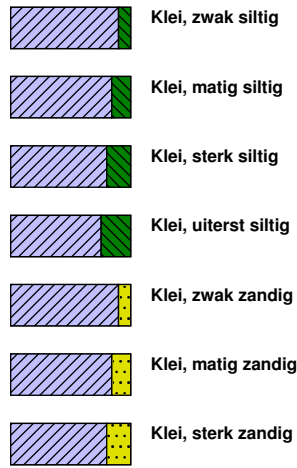 Klei, zwak siltig
Klei, matig siltig
Klei, sterk siltig
Klei, uiterst siltig
Klei, zwak zandig
Klei, matig zandig
Klei, sterk zandig